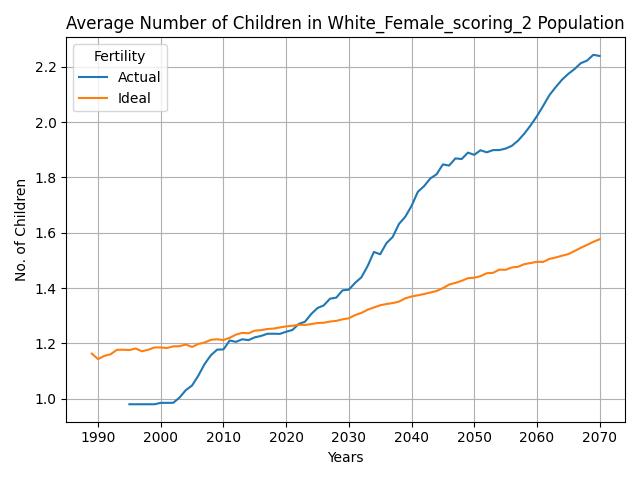 Average Number of Children in White_Female_scoring_2 Population
Fertility
Actual
Ideal
No. of Children
2.2
2.0
1.8
1.6
1.4
1.2
1.0
1990 2000 2010 2020 2030 2040 2050 2060 2070
Years